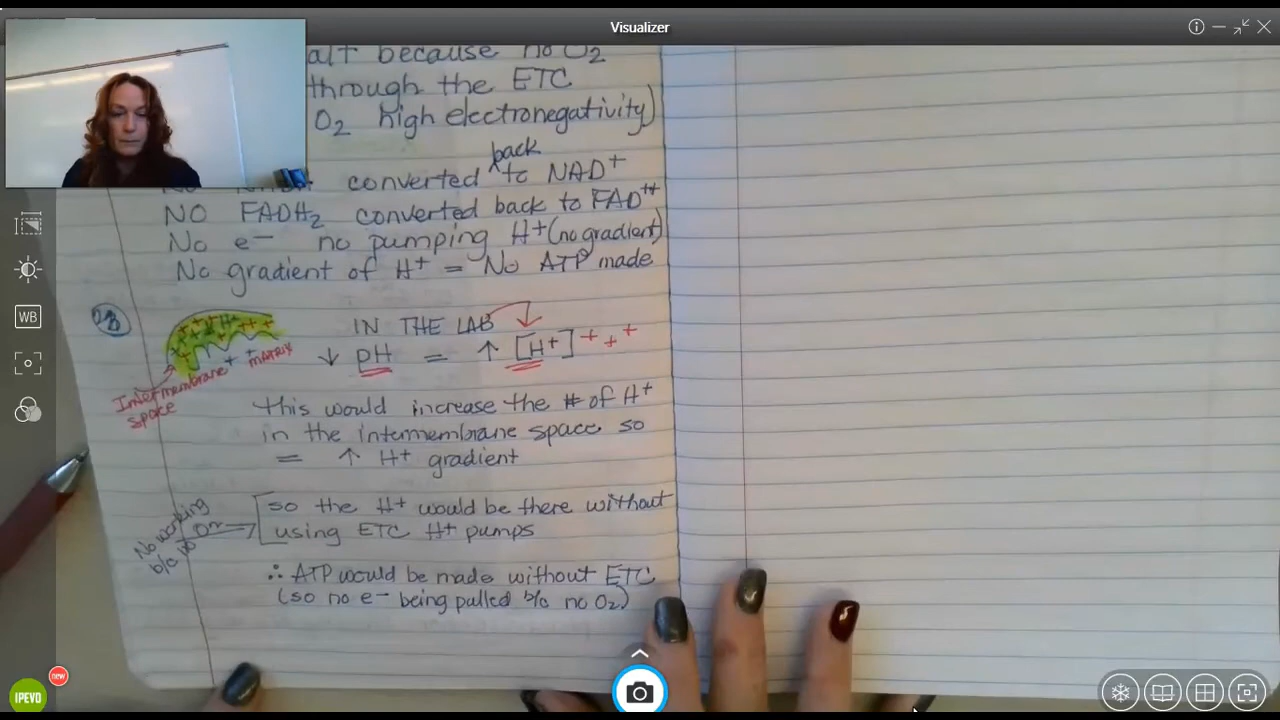 Visualizer
alt because no O2
through the ETC
O2 high electronegativity)
back
converted to NAD+
NO FADH2 converted back to FAD++
No e- no pumping H+ (no gradient)
No gradient of H+ = No ATP made
WB
2B
IN THE LAB
↓ pH = ↑ [H+] + + +
MATRIX
Intermembrane space
This would increase the # of H+
in the intermembrane space so
= ↑ H+ gradient
No working
b/c no O2
so the H+ would be there without
using ETC H+ pumps
∴ ATP would be made without ETC
(so no e- being pulled b/c no O2)
new
IPEVO